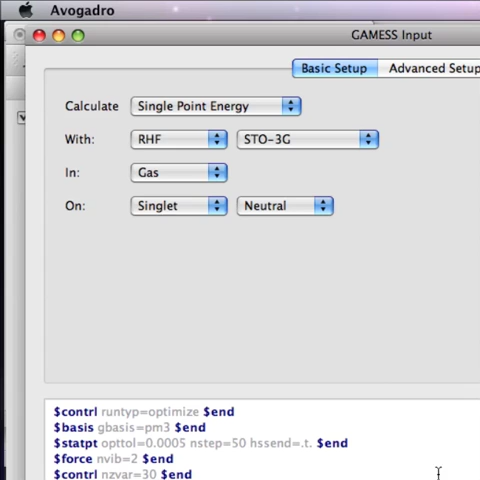 Avogadro
GAMESS Input
Basic Setup Advanced Setup
Calculate Single Point Energy
With: RHF STO-3G
In: Gas
On: Singlet Neutral
$contrl runtyp=optimize $end
$basis gbasis=pm3 $end
$statpt opttol=0.0005 nstep=50 hssend=.t. $end
$force nvib=2 $end
$contrl nzvar=30 $end